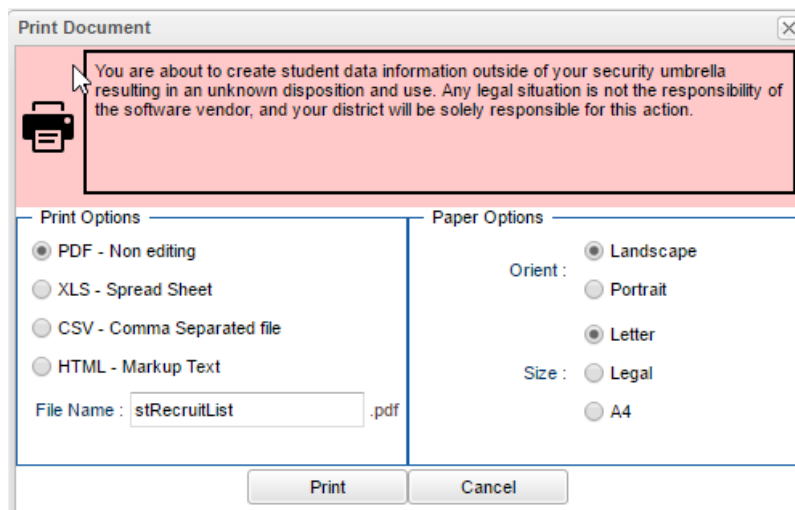 Print Document
You are about to create student data information outside of your security umbrella
resulting in an unknown disposition and use. Any legal situation is not the responsibility of
the software vendor, and your district will be solely responsible for this action.
Print Options
PDF - Non editing
XLS - Spread Sheet
CSV - Comma Separated file
HTML - Markup Text
File Name : stRecruitList .pdf
Paper Options
Orient :
Landscape
Portrait
Size :
Letter
Legal
A4
Print
Cancel